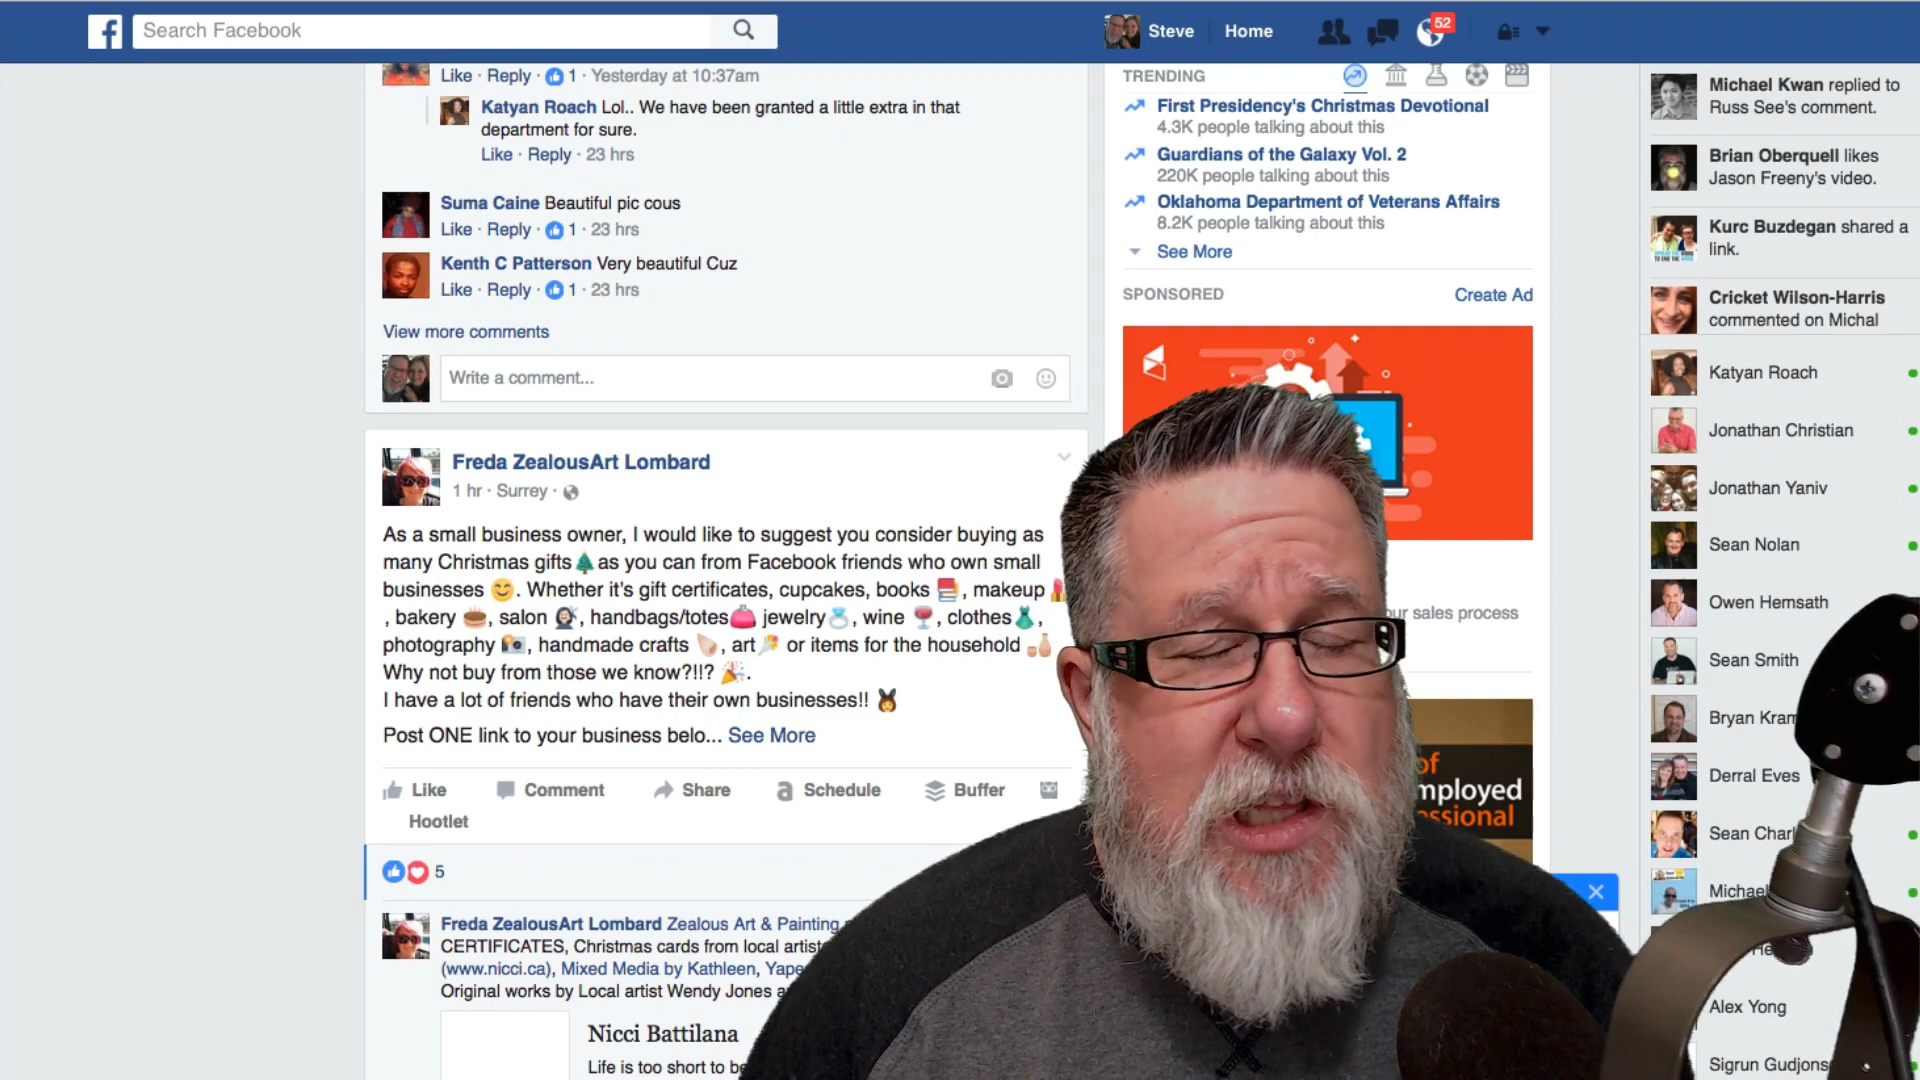 Search Facebook
Steve
Home
52
Like · Reply · 1 · Yesterday at 10:37am
Katyan Roach Lol.. We have been granted a little extra in that
department for sure.
Like · Reply · 23 hrs
Suma Caine Beautiful pic cous
Like · Reply · 1 · 23 hrs
Kenth C Patterson Very beautiful Cuz
Like · Reply · 1 · 23 hrs
View more comments
Write a comment...
Freda ZealousArt Lombard
1 hr · Surrey ·
As a small business owner, I would like to suggest you consider buying as
many Christmas gifts🎄as you can from Facebook friends who own small
businesses 😊. Whether it's gift certificates, cupcakes, books 📚, makeup 💄
, bakery 🎂, salon 💇, handbags/totes👛 jewelry💍, wine 🍷, clothes👗,
photography 📸, handmade crafts, art🎨 or items for the household
Why not buy from those we know?!!? 🎉.
I have a lot of friends who have their own businesses!! 👯
Post ONE link to your business belo... See More
Like
Comment
Share
Schedule
Buffer
Hootlet
5
Freda ZealousArt Lombard Zealous Art & Painting
CERTIFICATES, Christmas cards from local artist
(www.nicci.ca), Mixed Media by Kathleen, Yape
Original works by Local artist Wendy Jones a
Nicci Battilana
Life is too short to be
TRENDING
First Presidency's Christmas Devotional
4.3K people talking about this
Guardians of the Galaxy Vol. 2
220K people talking about this
Oklahoma Department of Veterans Affairs
8.2K people talking about this
See More
SPONSORED
Create Ad
ur sales process
of
mployed
ssional
Michael Kwan replied to
Russ See's comment.
Brian Oberquell likes
Jason Freeny's video.
Kurc Buzdegan shared a
link.
Cricket Wilson-Harris
commented on Michal
Katyan Roach
Jonathan Christian
Jonathan Yaniv
Sean Nolan
Owen Hemsath
Sean Smith
Bryan Kram
Derral Eves
Sean Charl
Michael
Alex Yong
Sigrun Gudjons